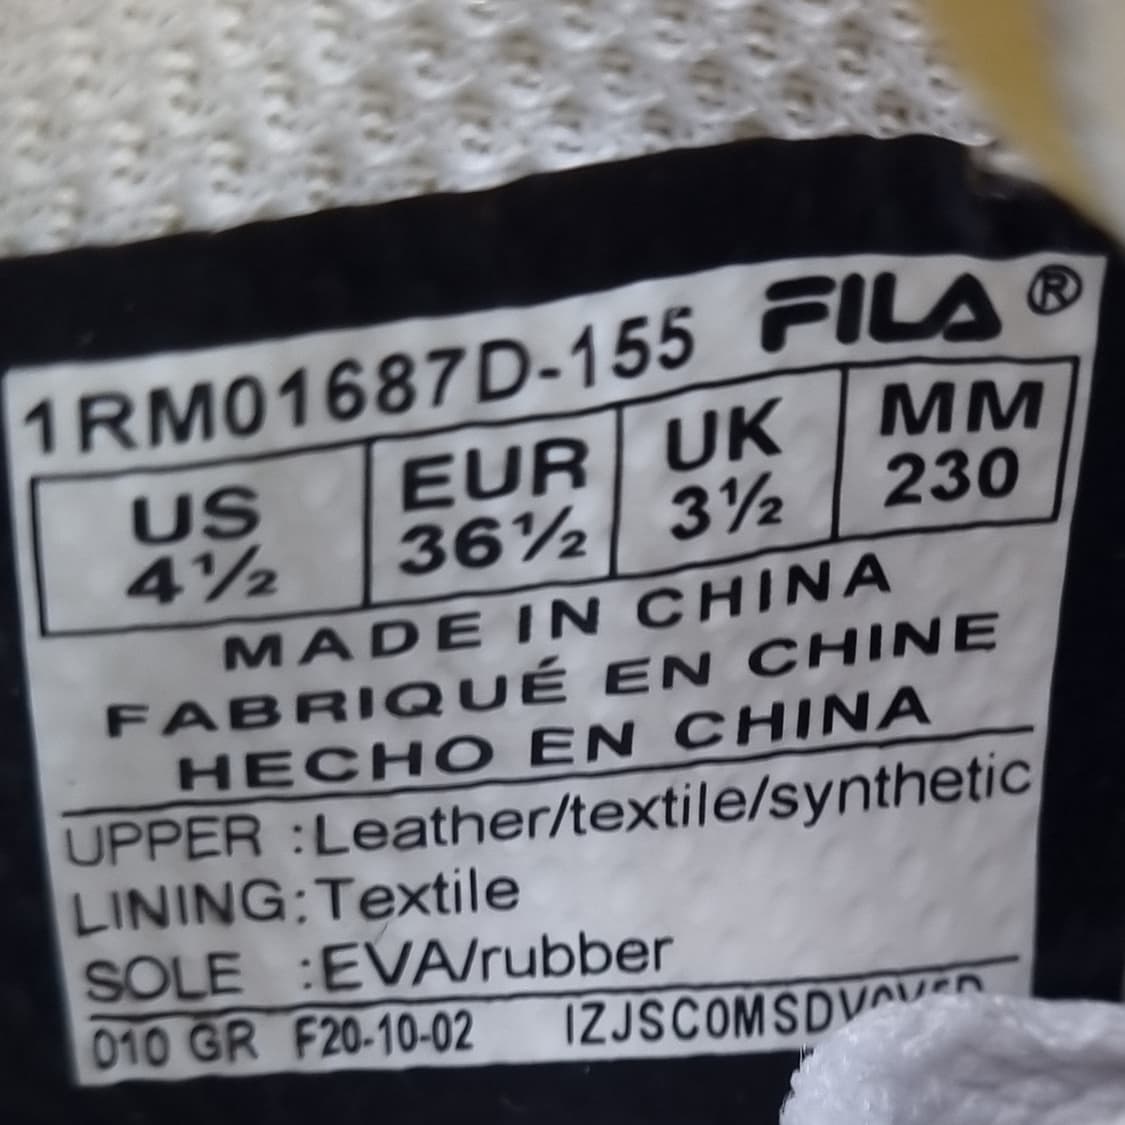 1RM01687D-155 FILA®
US EUR UK MM
4½ 36½ 3½ 230
MADE IN CHINA
FABRIQUÉ EN CHINE
HECHO EN CHINA
UPPER :Leather/textile/synthetic
LINING:Textile
SOLE :EVA/rubber
010 GR F20-10-02